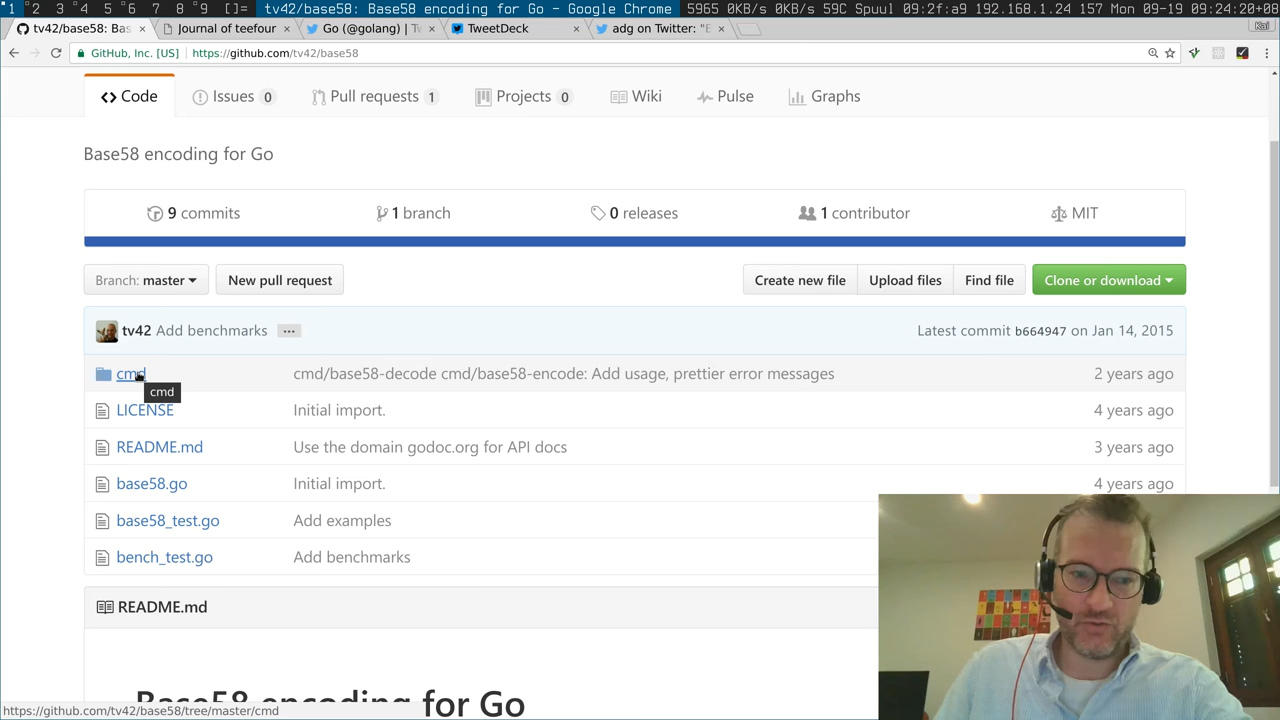 1 2 3 4 5 6 7 8 9 []= tv42/base58: Base58 encoding for Go - Google Chrome 5965 0KB/s 0KB/s 59C Spuul 09:2f:a9 192.168.1.24 157 Mon 09-19 09:24:20+0800
tv42/base58: Bas × Journal of teefour × Go (@golang) | Tw × TweetDeck × adg on Twitter: "E × Kai
GitHub, Inc. [US] https://github.com/tv42/base58
Code Issues 0 Pull requests 1 Projects 0 Wiki Pulse Graphs
Base58 encoding for Go
9 commits 1 branch 0 releases 1 contributor MIT
Branch: master New pull request Create new file Upload files Find file Clone or download
tv42 Add benchmarks ... Latest commit b664947 on Jan 14, 2015
cmd cmd/base58-decode cmd/base58-encode: Add usage, prettier error messages 2 years ago
cmd
LICENSE Initial import. 4 years ago
README.md Use the domain godoc.org for API docs 3 years ago
base58.go Initial import. 4 years ago
base58_test.go Add examples
bench_test.go Add benchmarks
README.md
Base58 encoding for Go
https://github.com/tv42/base58/tree/master/cmd